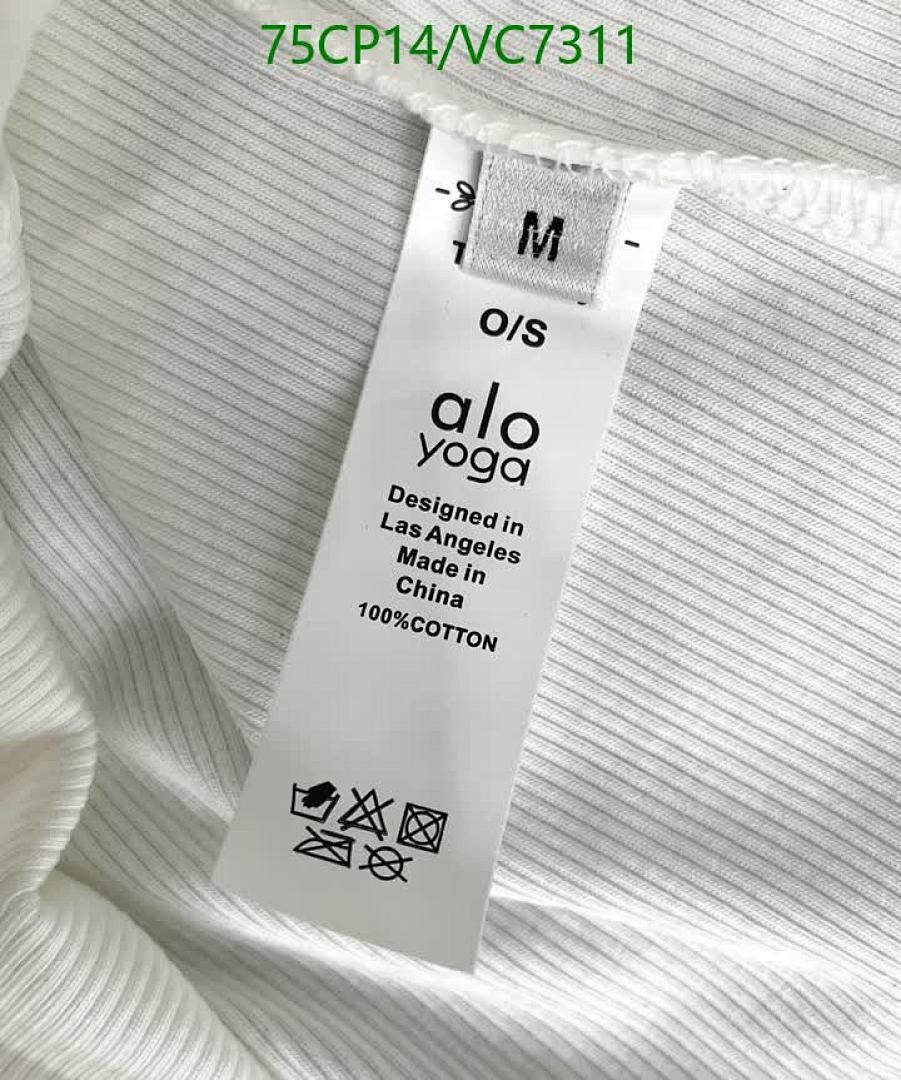 75CP14/VC7311
M
O/S
alo
yoga
Designed in
Las Angeles
Made in
China
100%COTTON